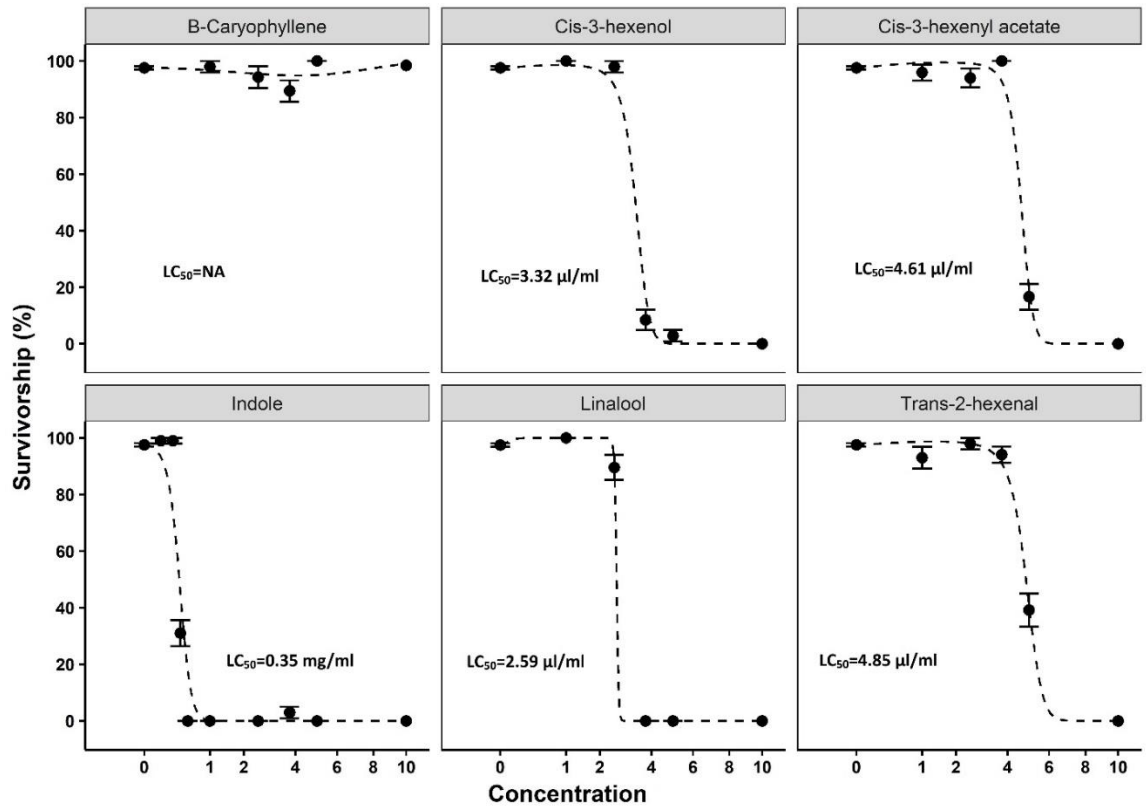 B-Caryophyllene
Cis-3-hexenol
Cis-3-hexenyl acetate
100
80
60
40
20
0
LC₅₀=NA
LC₅₀=3.32 µl/ml
LC₅₀=4.61 µl/ml
Survivorship (%)
Indole
Linalool
Trans-2-hexenal
100
80
60
40
20
0
LC₅₀=0.35 mg/ml
LC₅₀=2.59 µl/ml
LC₅₀=4.85 µl/ml
0 1 2 4 6 8 10
0 1 2 4 6 8 10
0 1 2 4 6 8 10
Concentration